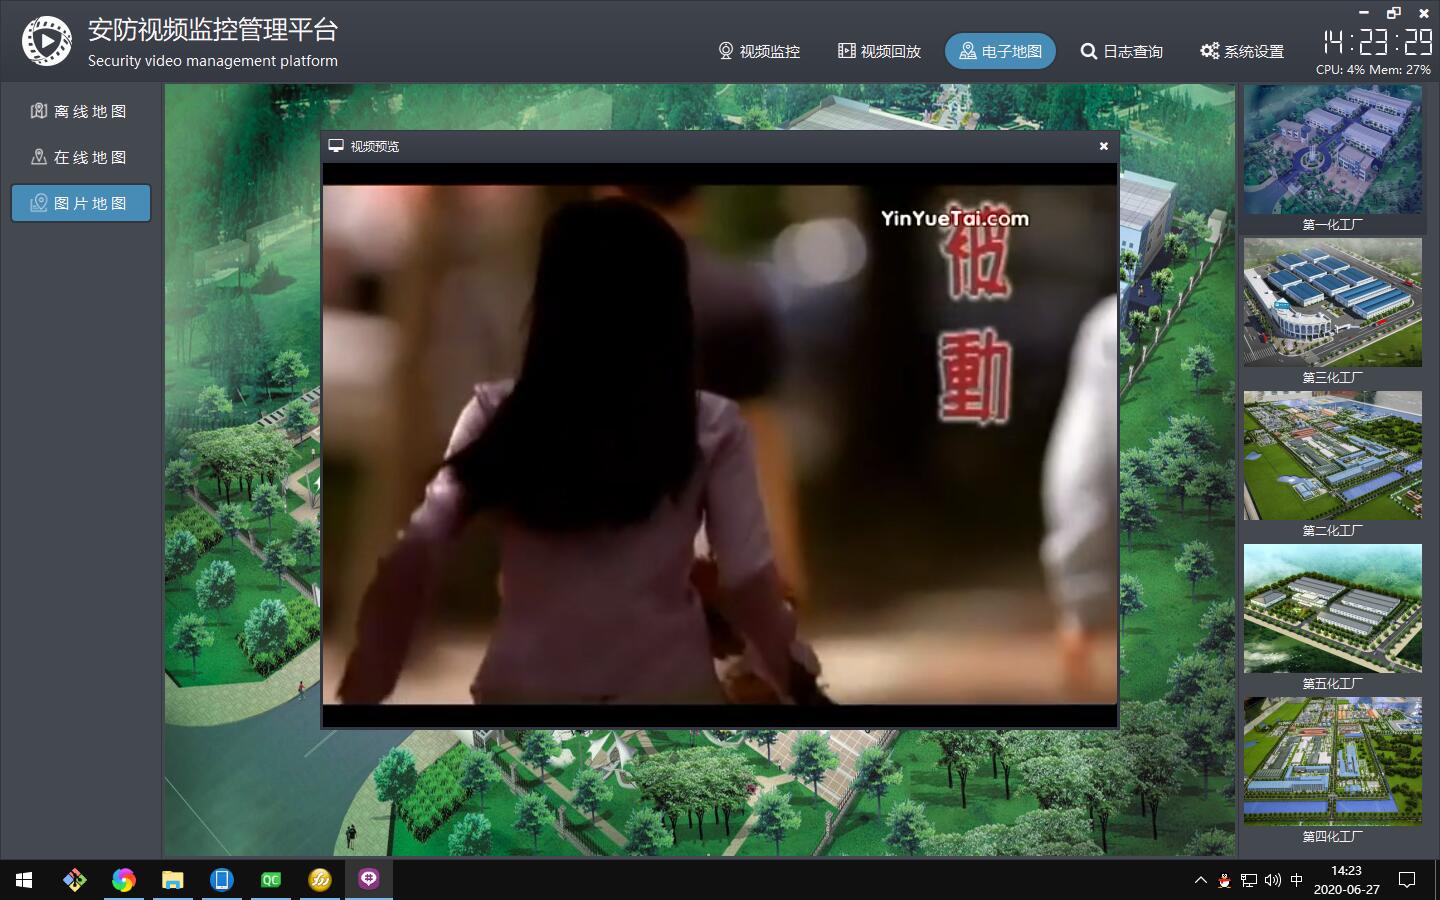 安防视频监控管理平台
Security video management platform
视频监控
视频回放
电子地图
日志查询
系统设置
14:23:29
CPU: 4% Mem: 27%
离线地图
在线地图
图片地图
视频预览
YinYueTai.com
被動
第一化工厂
第三化工厂
第二化工厂
第五化工厂
第四化工厂
QC
中
14:23
2020-06-27